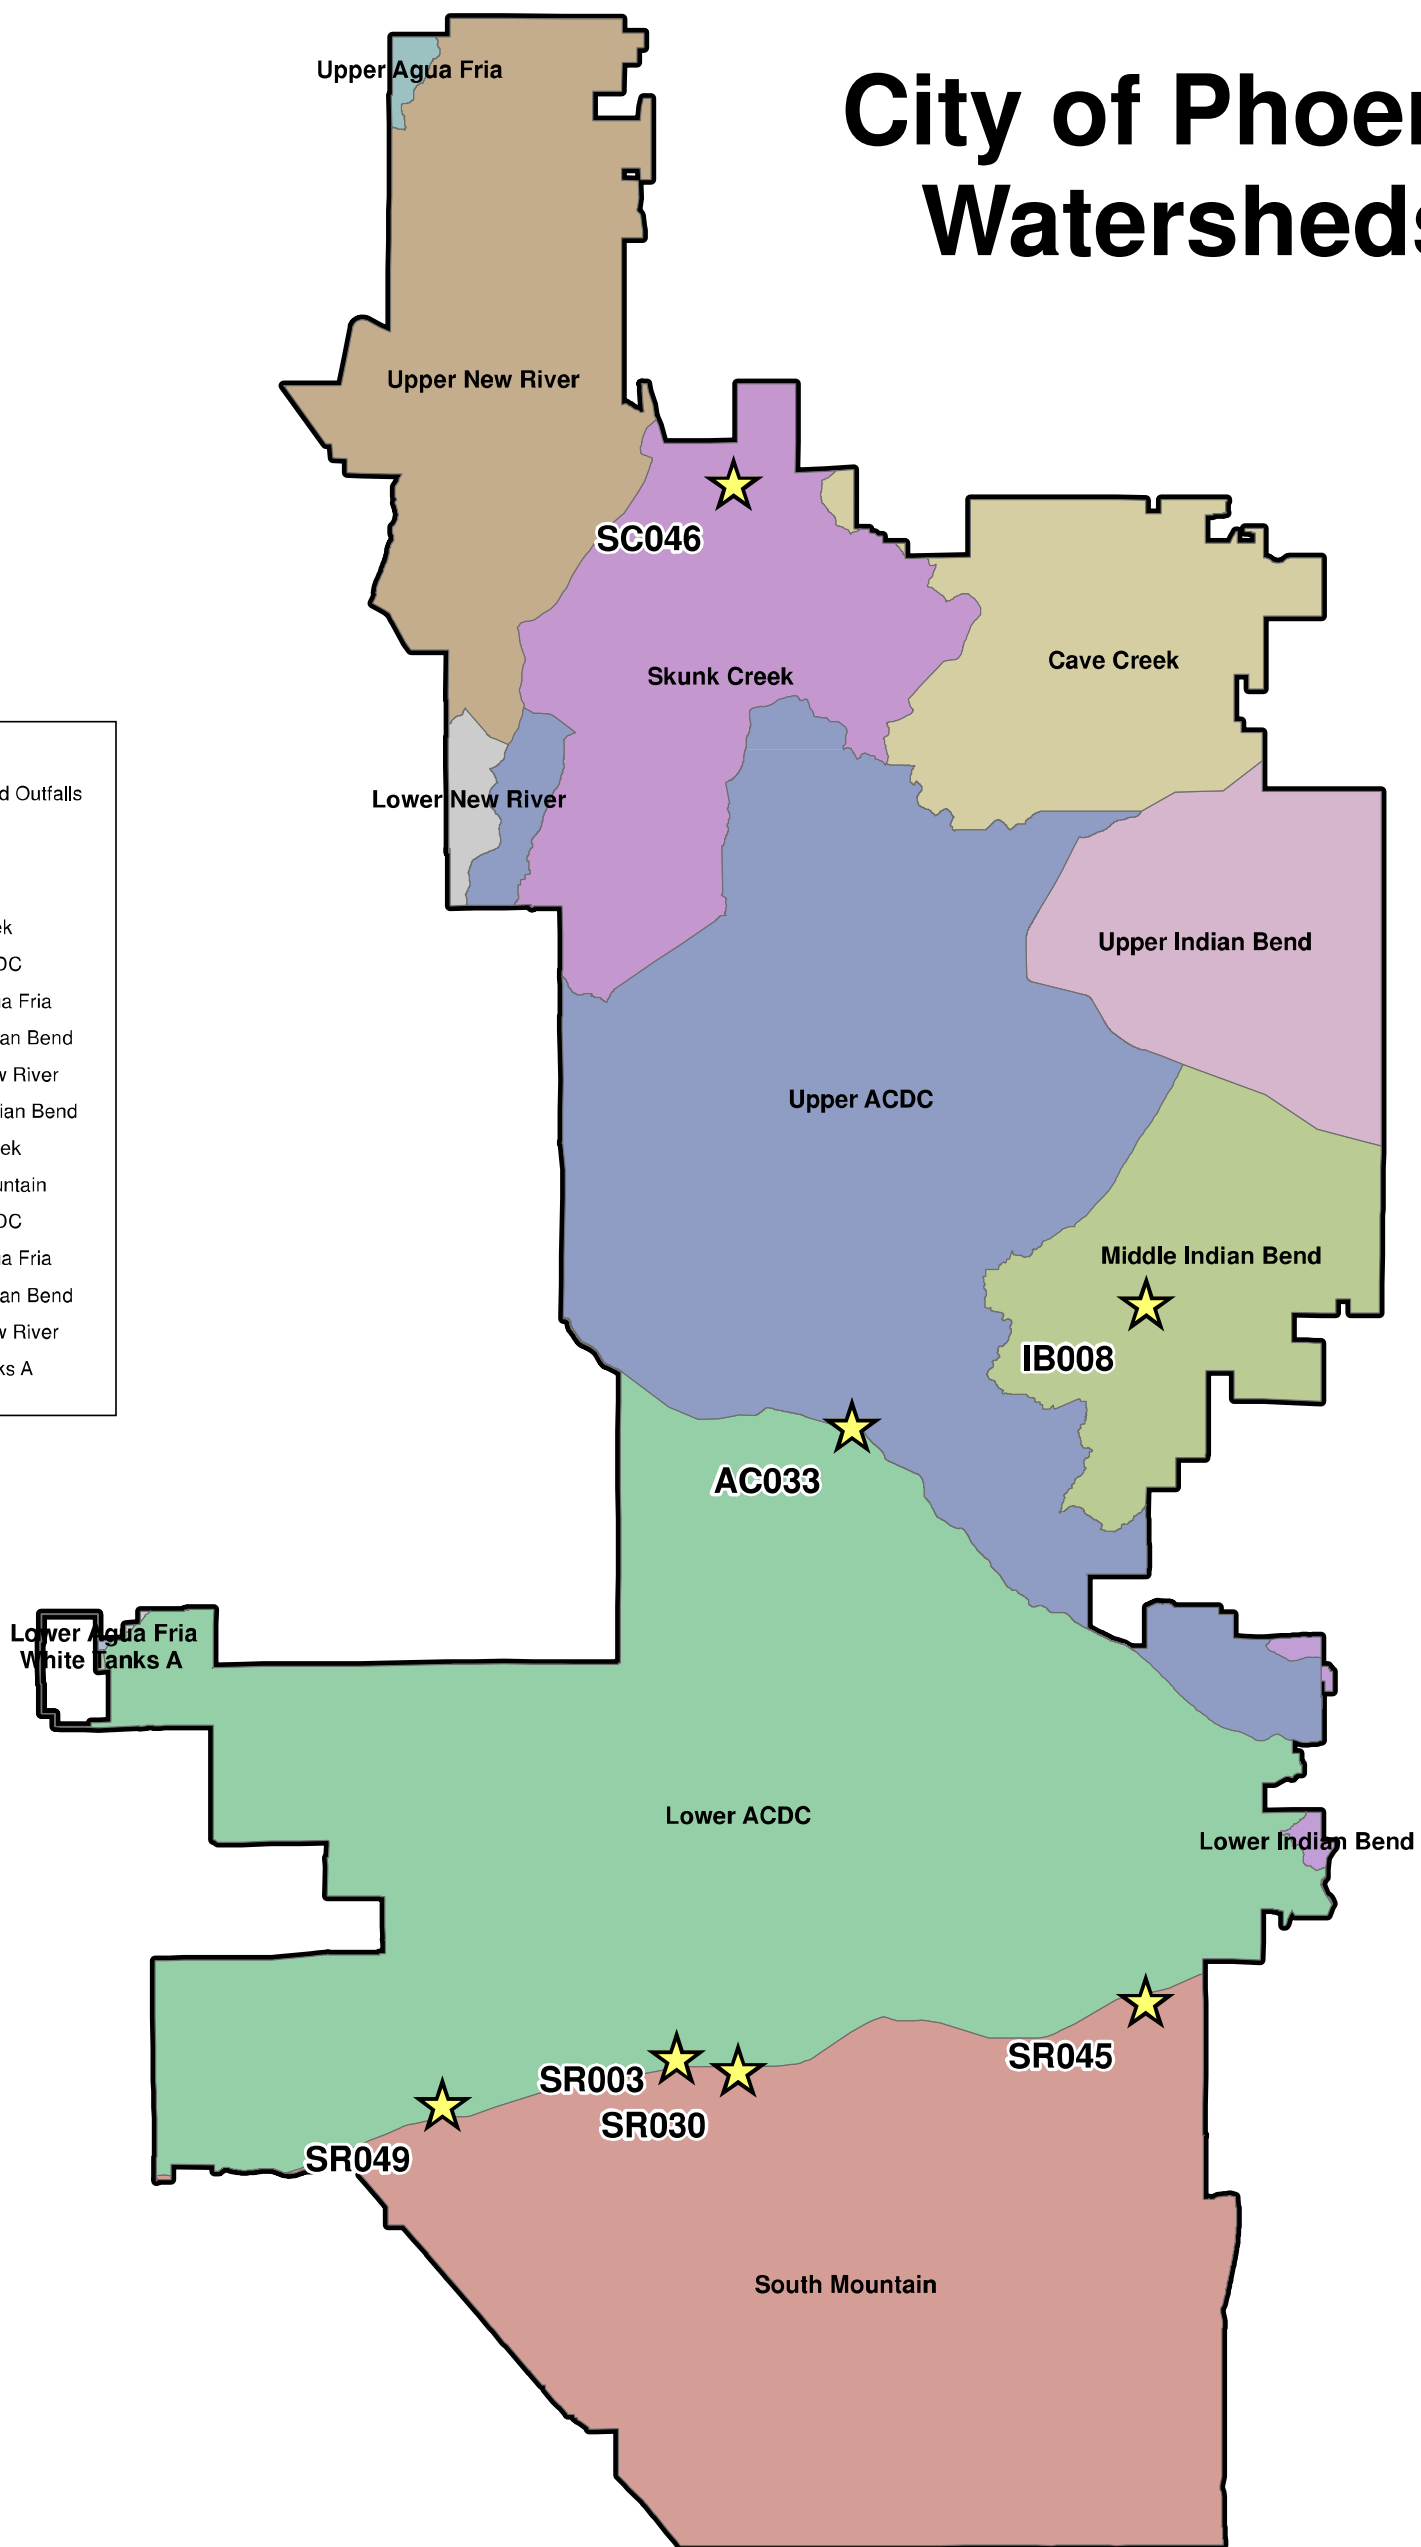 City of Phoe
Watersheds
Upper Agua Fria
Upper New River
SC046
Skunk Creek
Cave Creek
Lower New River
Upper Indian Bend
Upper ACDC
Middle Indian Bend
IB008
AC033
Lower Agua Fria
White Tanks A
Lower ACDC
Lower Indian Bend
SR045
SR003
SR030
SR049
South Mountain
d Outfalls
ek
DC
a Fria
an Bend
w River
ian Bend
ek
untain
DC
a Fria
an Bend
w River
ks A